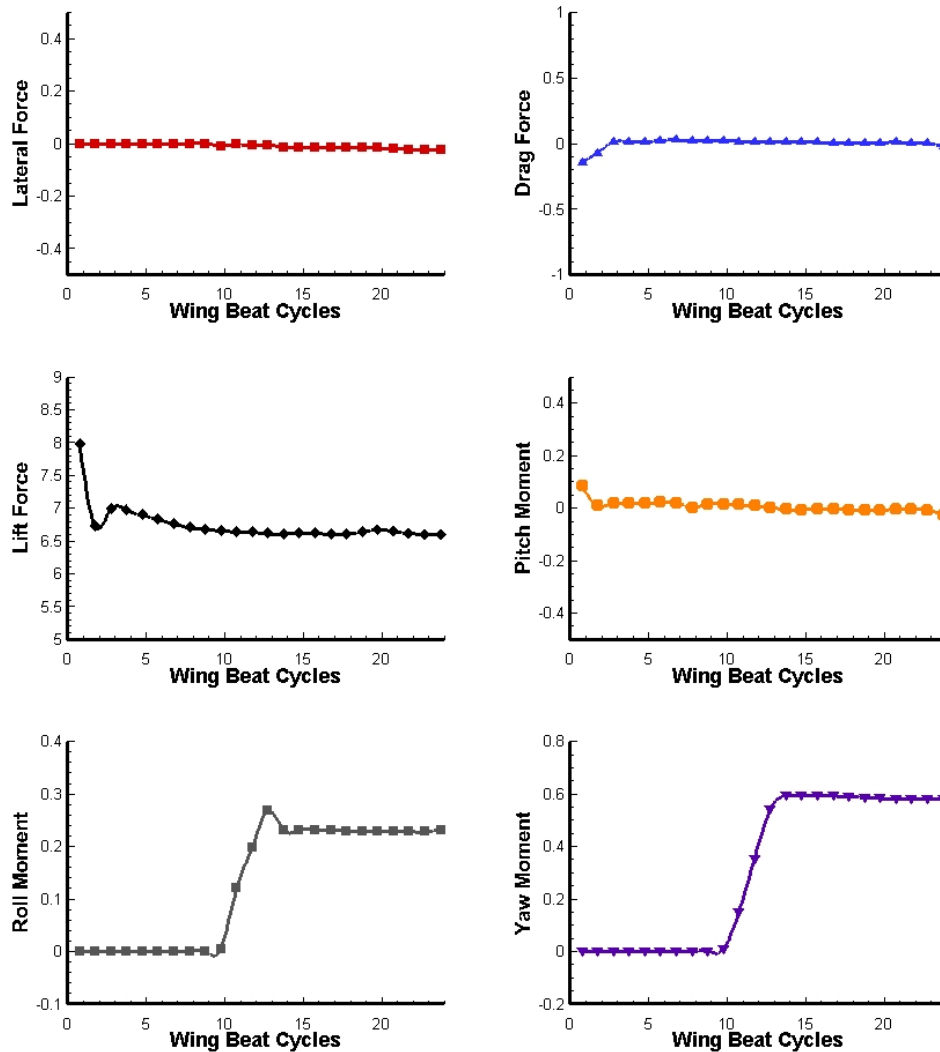 0.4
0.2
0
-0.2
-0.4
Lateral Force
0 5 10 15 20
Wing Beat Cycles
1
0.5
0
-0.5
-1
Drag Force
0 5 10 15 20
Wing Beat Cycles
9
8.5
8
7.5
7
6.5
6
5.5
5
Lift Force
0 5 10 15 20
Wing Beat Cycles
0.4
0.2
0
-0.2
-0.4
Pitch Moment
0 5 10 15 20
Wing Beat Cycles
0.4
0.3
0.2
0.1
0
-0.1
Roll Moment
0 5 10 15 20
Wing Beat Cycles
0.8
0.6
0.4
0.2
0
-0.2
Yaw Moment
0 5 10 15 20
Wing Beat Cycles